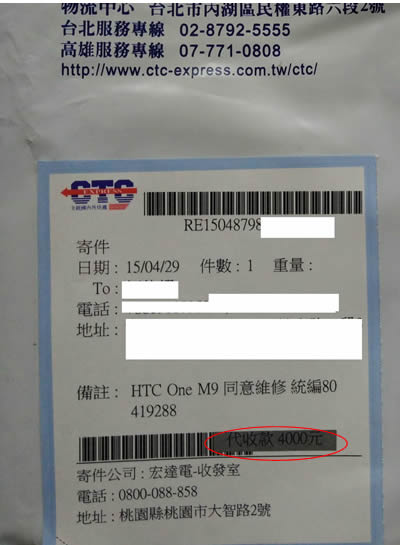 物流中心 台北市內湖區民權東路六段2號
台北服務專線 02-8792-5555
高雄服務專線 07-771-0808
http://www.ctc-express.com.tw/ctc/
CTC
EXPRESS
RE15048798
寄件
日期：15/04/29 件數：1 重量：
To：
電話：
地址：
備註： HTC One M9 同意維修 統編80
419288
代收款 4000元
寄件公司：宏達電-收發室
電話：0800-088-858
地址：桃園縣桃園市大智路2號